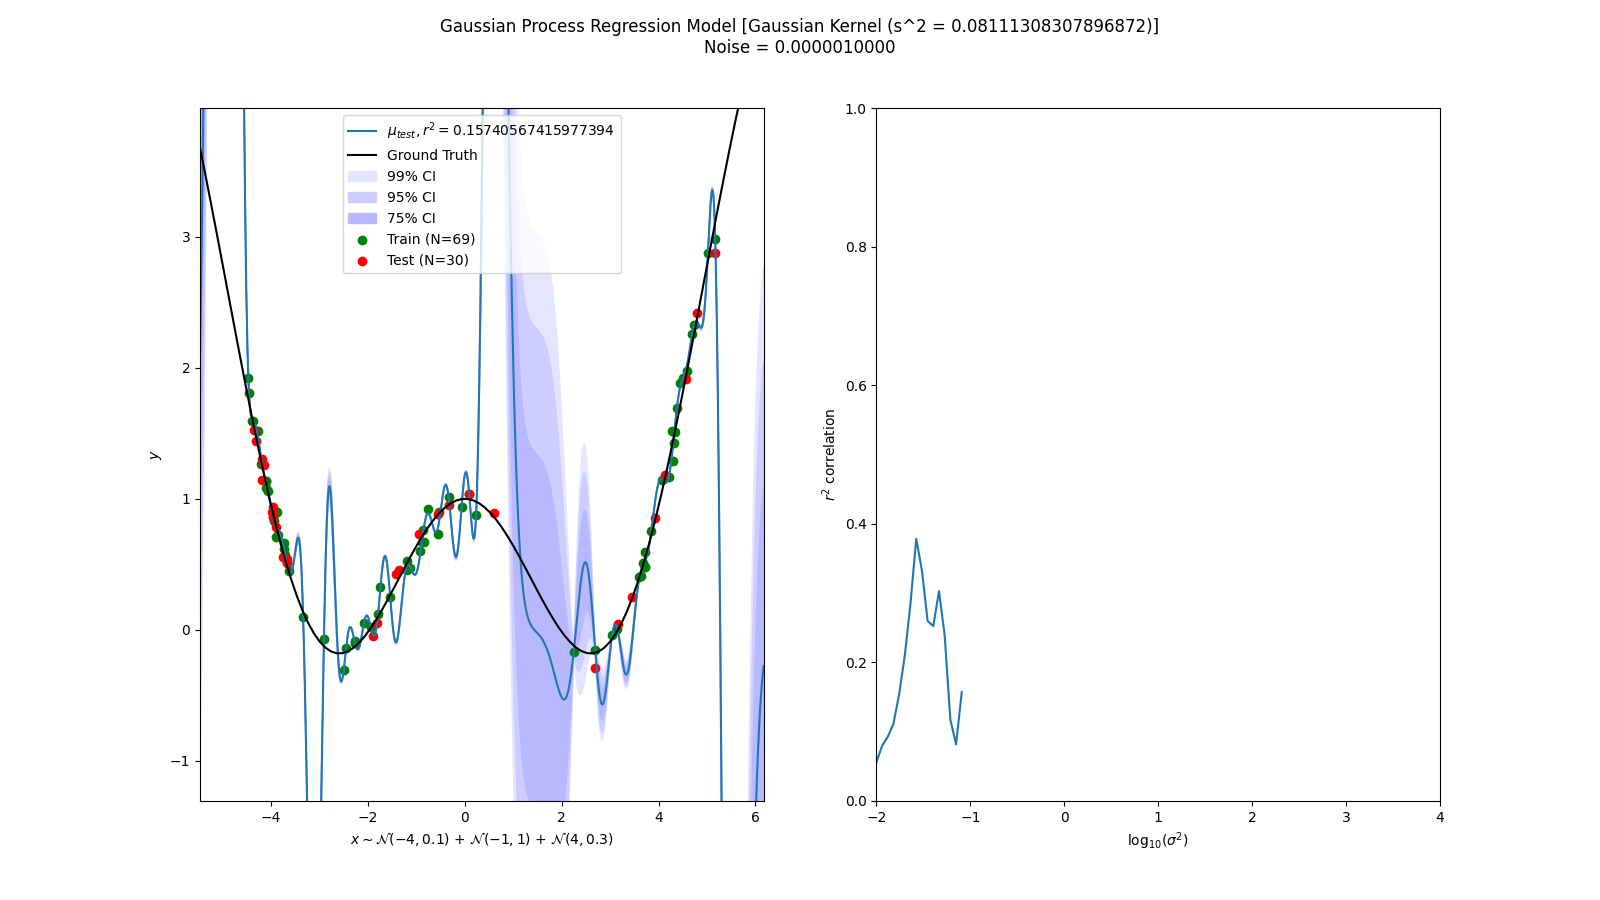 Gaussian Process Regression Model [Gaussian Kernel (s^2 = 0.08111308307896872)]
Noise = 0.0000010000
μ_test, r² = 0.15740567415977394
Ground Truth
99% CI
95% CI
75% CI
Train (N=69)
Test (N=30)
3
2
1
0
−1
y
−4 −2 0 2 4 6
x ~ 𝒩(−4, 0.1) + 𝒩(−1, 1) + 𝒩(4, 0.3)
1.0
0.8
0.6
0.4
0.2
0.0
r² correlation
−2 −1 0 1 2 3 4
log₁₀(σ²)